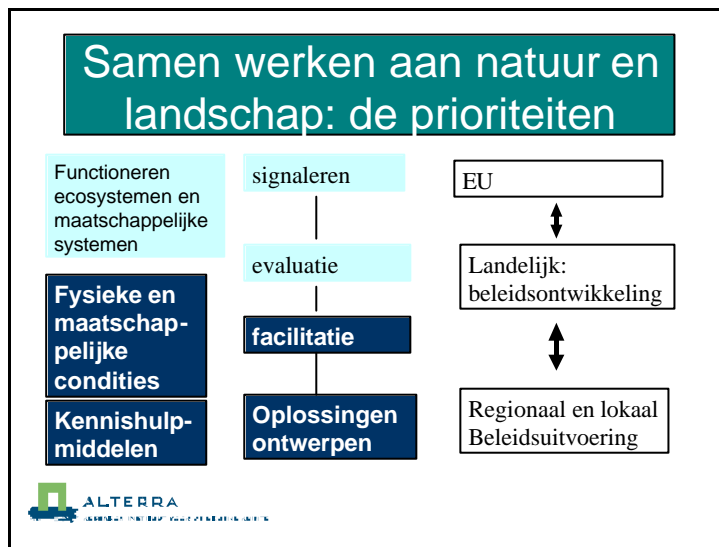 Samen werken aan natuur en
landschap: de prioriteiten
Functioneren
ecosystemen en
maatschappelijke
systemen
Fysieke en
maatschap-
pelijke
condities
Kennishulp-
middelen
signaleren
evaluatie
facilitatie
Oplossingen
ontwerpen
EU
Landelijk:
beleidsontwikkeling
Regionaal en lokaal
Beleidsuitvoering
ALTERRA